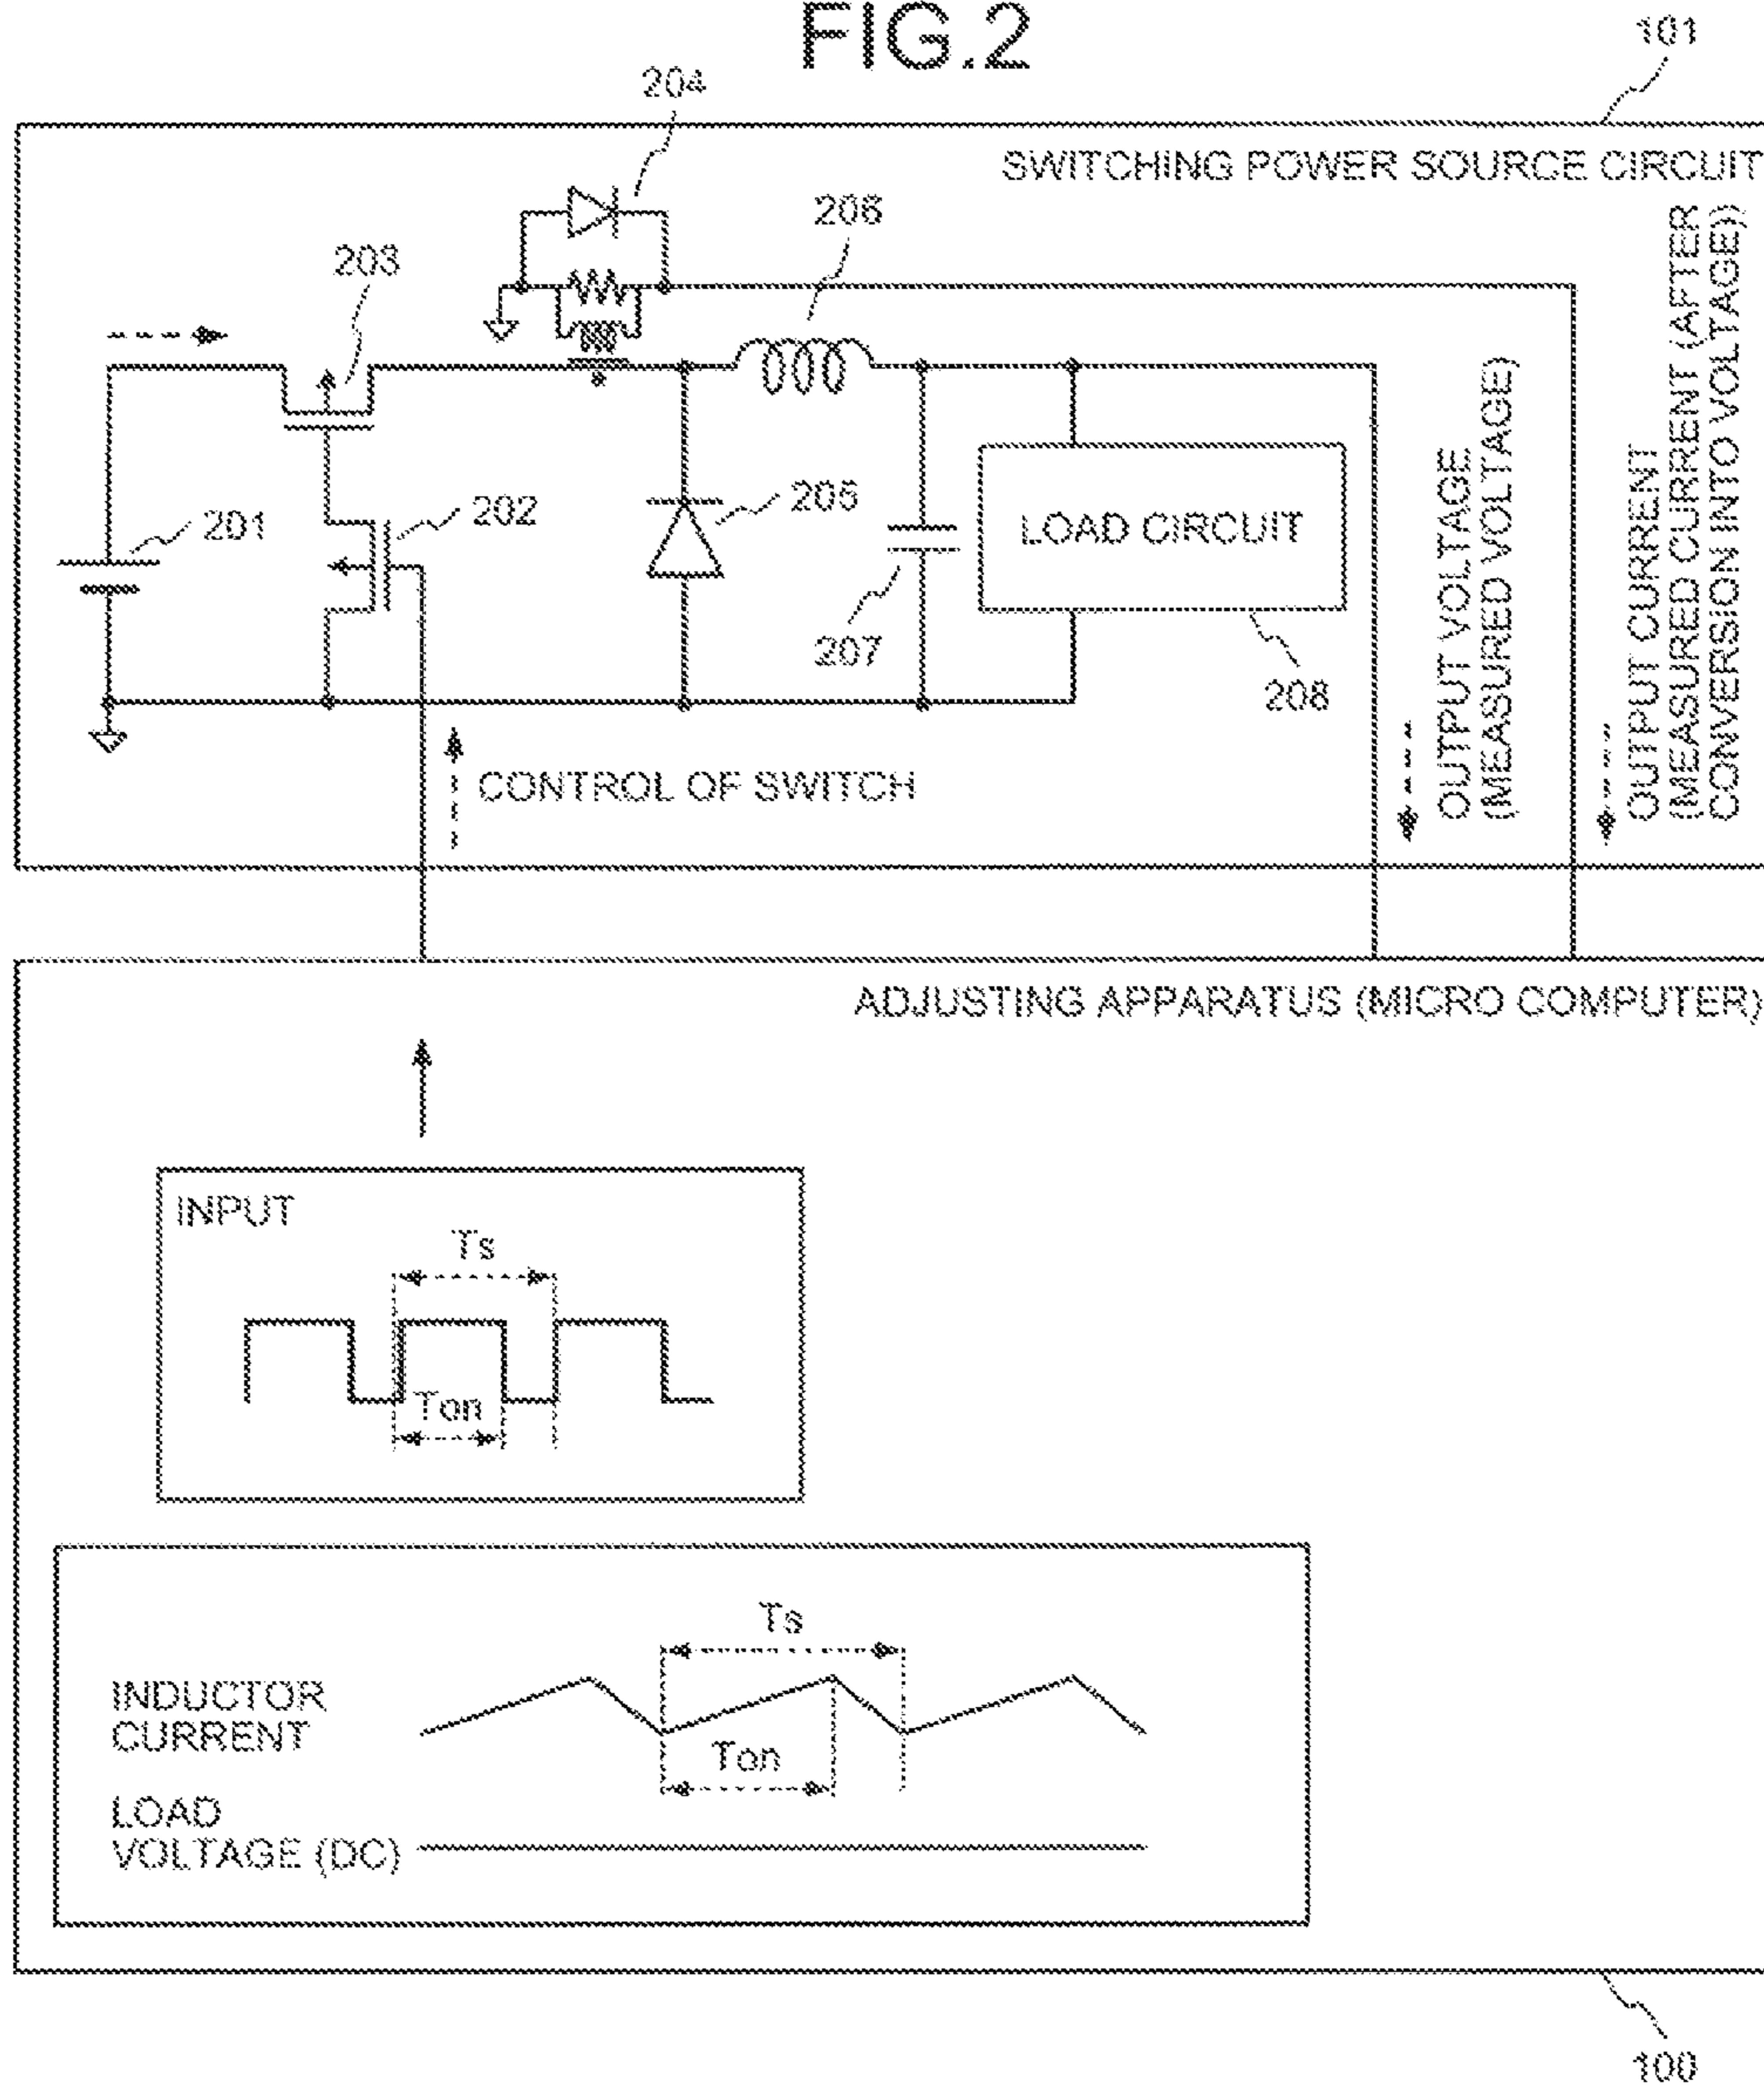 FIG.2
101
204
SWITCHING POWER SOURCE CIRCUIT
206
203
201
202
205
LOAD CIRCUIT
207
208
OUTPUT VOLTAGE
(MEASURED VOLTAGE)
OUTPUT CURRENT
(MEASURED CURRENT (AFTER
CONVERSION INTO VOLTAGE))
CONTROL OF SWITCH
ADJUSTING APPARATUS (MICRO COMPUTER)
INPUT
Ts
Ton
Ts
INDUCTOR
CURRENT
Ton
LOAD
VOLTAGE (DC)
100